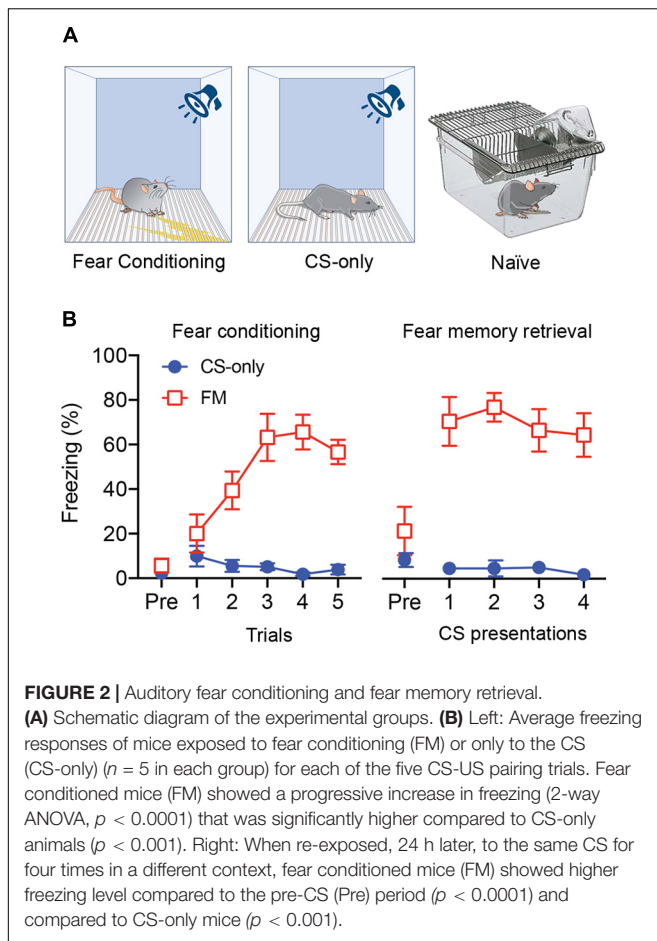 A
Fear Conditioning
CS-only
Naïve
B
Fear conditioning
Fear memory retrieval
100
80
60
40
20
0
Freezing (%)
CS-only
FM
Pre 1 2 3 4 5
Trials
Pre 1 2 3 4
CS presentations
FIGURE 2 | Auditory fear conditioning and fear memory retrieval.
(A) Schematic diagram of the experimental groups. (B) Left: Average freezing
responses of mice exposed to fear conditioning (FM) or only to the CS
(CS-only) (n = 5 in each group) for each of the five CS-US pairing trials. Fear
conditioned mice (FM) showed a progressive increase in freezing (2-way
ANOVA, p < 0.0001) that was significantly higher compared to CS-only
animals (p < 0.001). Right: When re-exposed, 24 h later, to the same CS for
four times in a different context, fear conditioned mice (FM) showed higher
freezing level compared to the pre-CS (Pre) period (p < 0.0001) and
compared to CS-only mice (p < 0.001).